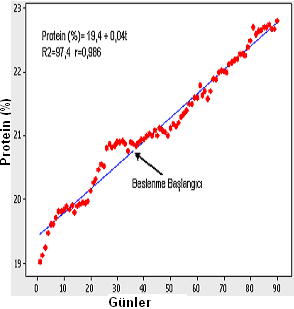 Protein (%)= 19,4 + 0,04t
R2=97,4 r=0,986
Beslenme Başlangıcı
Protein (%)
23
22
21
20
19
0 10 20 30 40 50 60 70 80 90
Günler